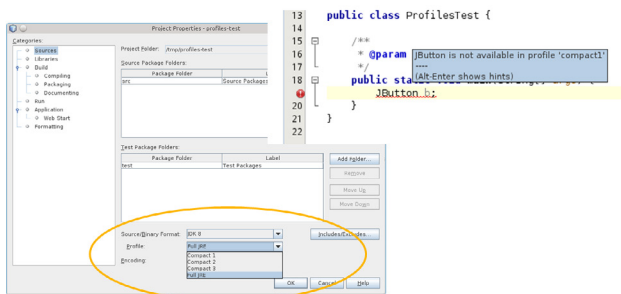 Project Properties - profiles-test
Categories:
Sources
Libraries
Build
Compiling
Packaging
Documenting
Run
Application
Web Start
Formatting
Project Folder: /tmp/profiles-test
Source Package Folders:
Package Folder
src Source Packages
Test Package Folders:
Package Folder Label
test Test Packages
Add Folder...
Remove
Move Up
Move Down
Source/Binary Format: JDK 8
Includes/Excludes...
Profile: Full JRE
Compact 1
Encoding: Compact 2
Compact 3
Full JRE
OK Cancel Help
13 public class ProfilesTest {
14
15 /**
16 * @param
JButton is not available in profile 'compact1'
----
(Alt-Enter shows hints)
17 */
18 public
JButton b;
20 }
21 }
22